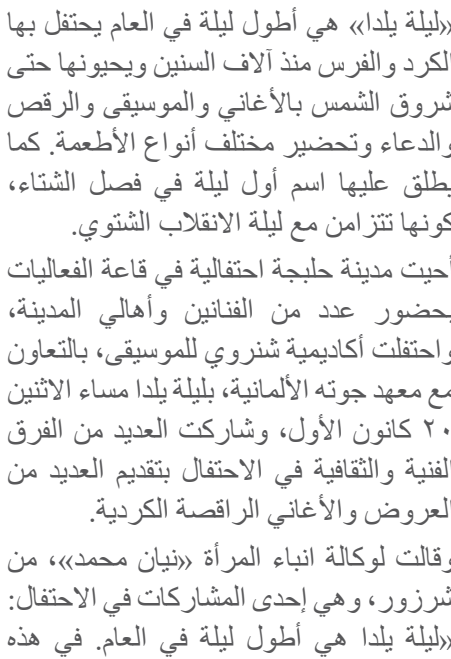 «ليلة يلدا» هي أطول ليلة في العام يحتفل بها
الكرد والفرس منذ آلاف السنين ويحيونها حتى
شروق الشمس بالأغاني والموسيقى والرقص
والدعاء وتحضير مختلف أنواع الأطعمة. كما
يطلق عليها اسم أول ليلة في فصل الشتاء،
كونها تتزامن مع ليلة الانقلاب الشتوي.
أحيت مدينة حلبجة احتفالية في قاعة الفعاليات
بحضور عدد من الفنانين وأهالي المدينة،
واحتفلت أكاديمية شنروي للموسيقى، بالتعاون
مع معهد جوته الألمانية، بليلة يلدا مساء الاثنين
٢٠ كانون الأول، وشاركت العديد من الفرق
الفنية والثقافية في الاحتفال بتقديم العديد من
العروض والأغاني الراقصة الكردية.
وقالت لوكالة انباء المرأة «نيان محمد»، من
شرزور، وهي إحدى المشاركات في الاحتفال:
«ليلة يلدا هي أطول ليلة في العام. في هذه